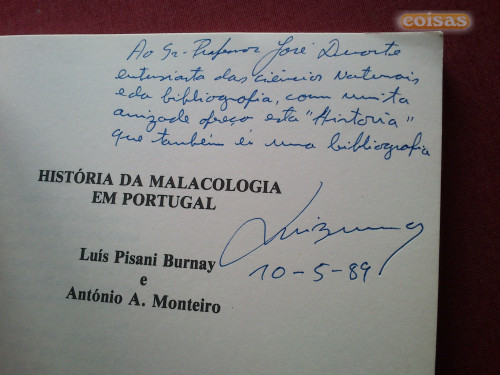 coisas
Ao Sr. Professor José Duarte
entusiasta das ciências Naturais
e da bibliografia, com muita
amizade ofereço esta "História"
que também é uma bibliografia
HISTÓRIA DA MALACOLOGIA
EM PORTUGAL
Luís Pisani Burnay
e
António A. Monteiro
10-5-89